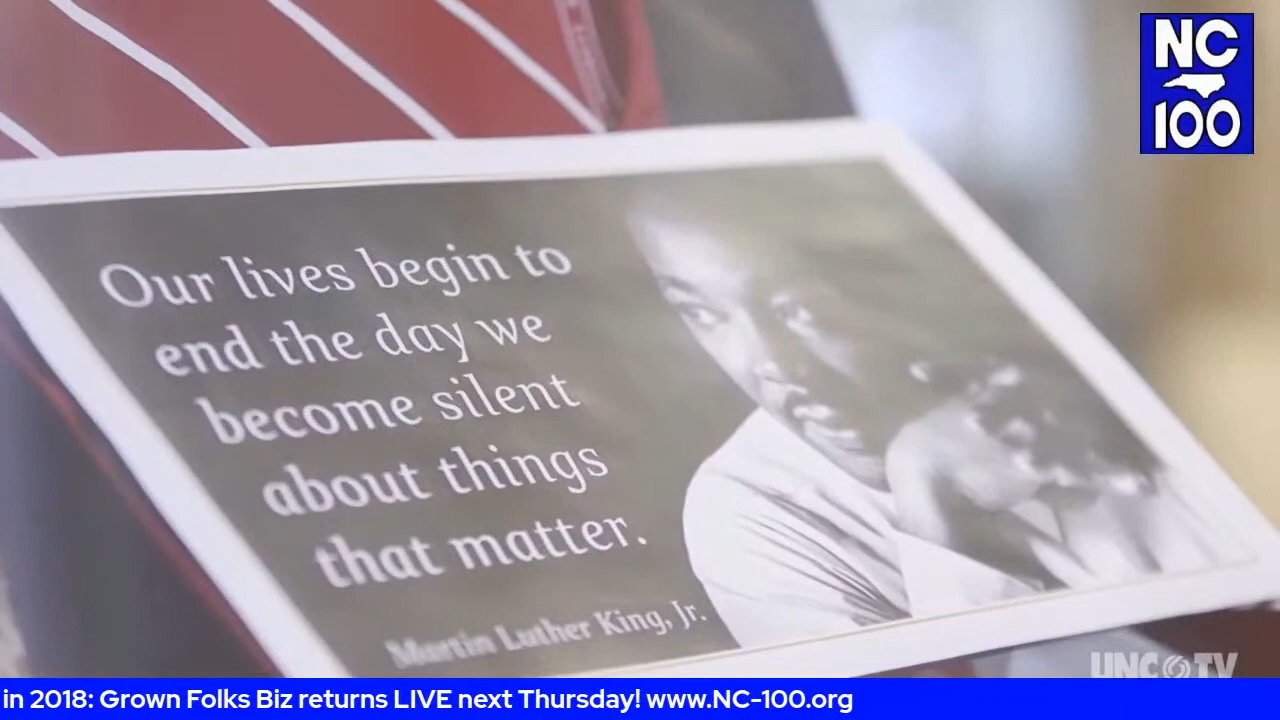 NC
100
Our lives begin to
end the day we
become silent
about things
that matter.
Martin Luther King, Jr.
UNC TV
in 2018: Grown Folks Biz returns LIVE next Thursday! www.NC-100.org